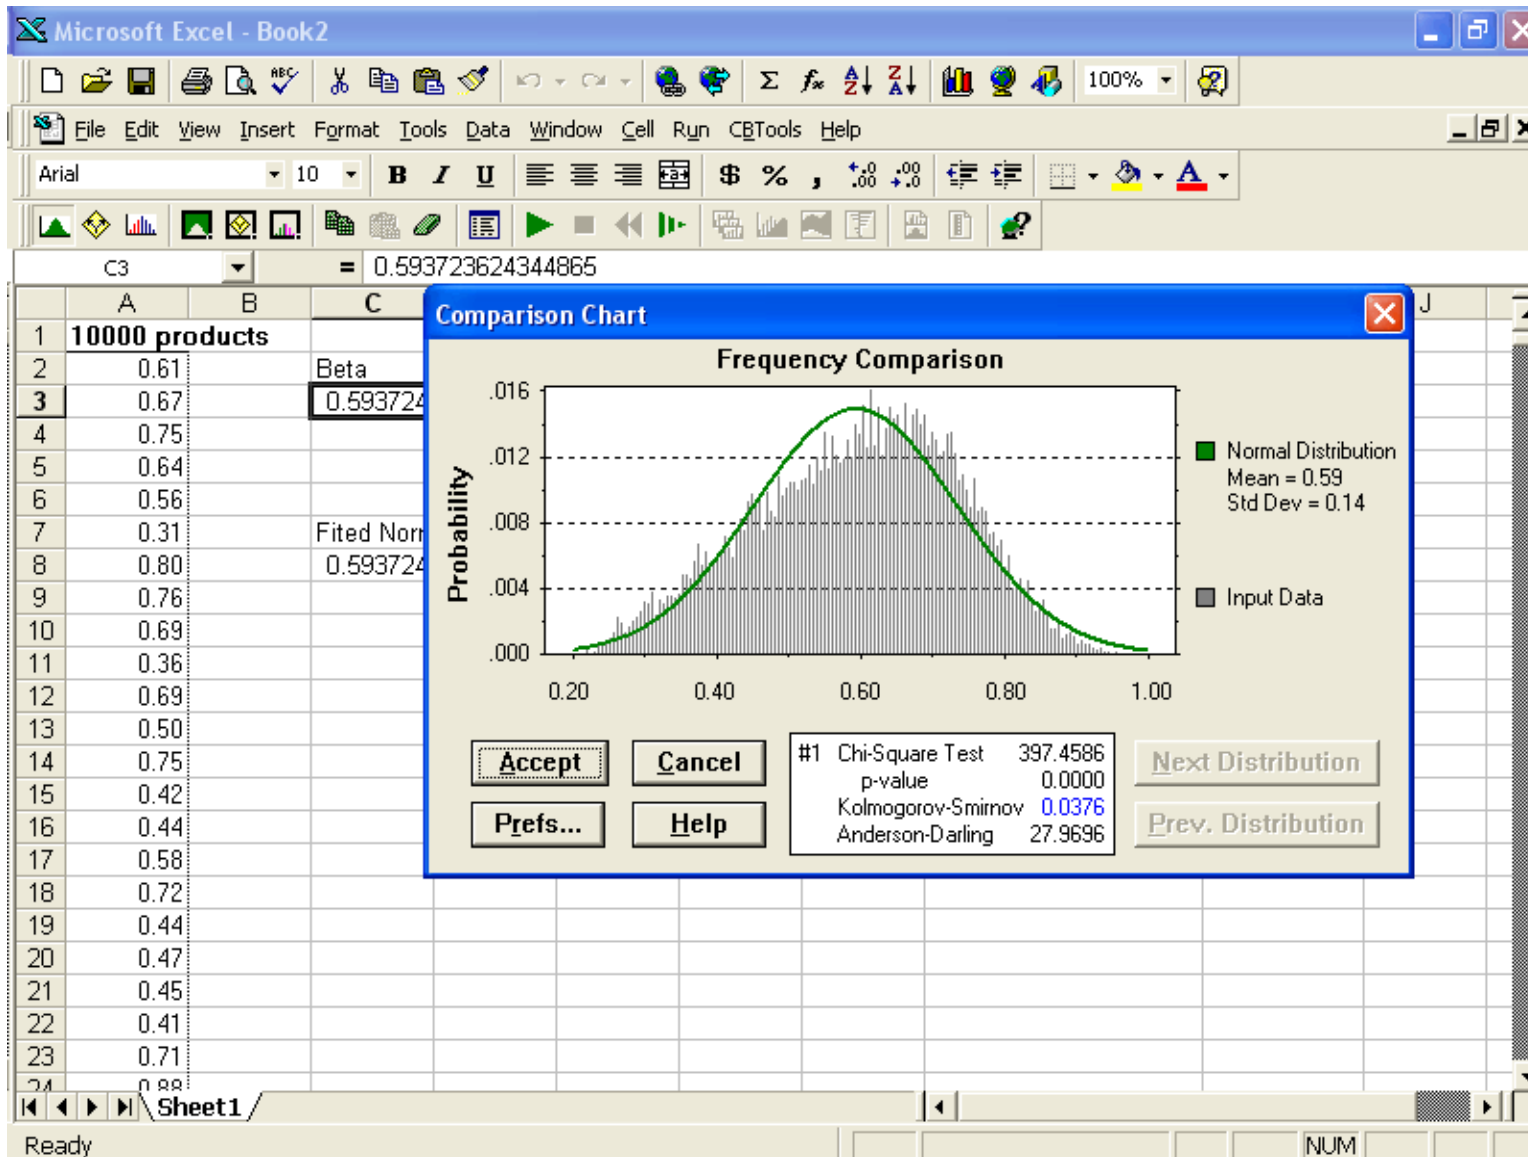 Microsoft Excel - Book2
100%
File Edit View Insert Format Tools Data Window Cell Run CBTools Help
Arial 10 B I U $ % ,
C3 = 0.593723624344865
A B C J
1 10000 products
2 0.61 Beta
3 0.67 0.593724
4 0.75
5 0.64
6 0.56
7 0.31 Fited Norr
8 0.80 0.593724
9 0.76
10 0.69
11 0.36
12 0.69
13 0.50
14 0.75
15 0.42
16 0.44
17 0.58
18 0.72
19 0.44
20 0.47
21 0.45
22 0.41
23 0.71
24 0.88
Comparison Chart
Frequency Comparison
Probability
.016
.012
.008
.004
.000
0.20 0.40 0.60 0.80 1.00
Normal Distribution
Mean = 0.59
Std Dev = 0.14
Input Data
Accept Cancel
Prefs... Help
#1 Chi-Square Test 397.4586
p-value 0.0000
Kolmogorov-Smirnov 0.0376
Anderson-Darling 27.9696
Next Distribution
Prev. Distribution
Sheet1
Ready NUM